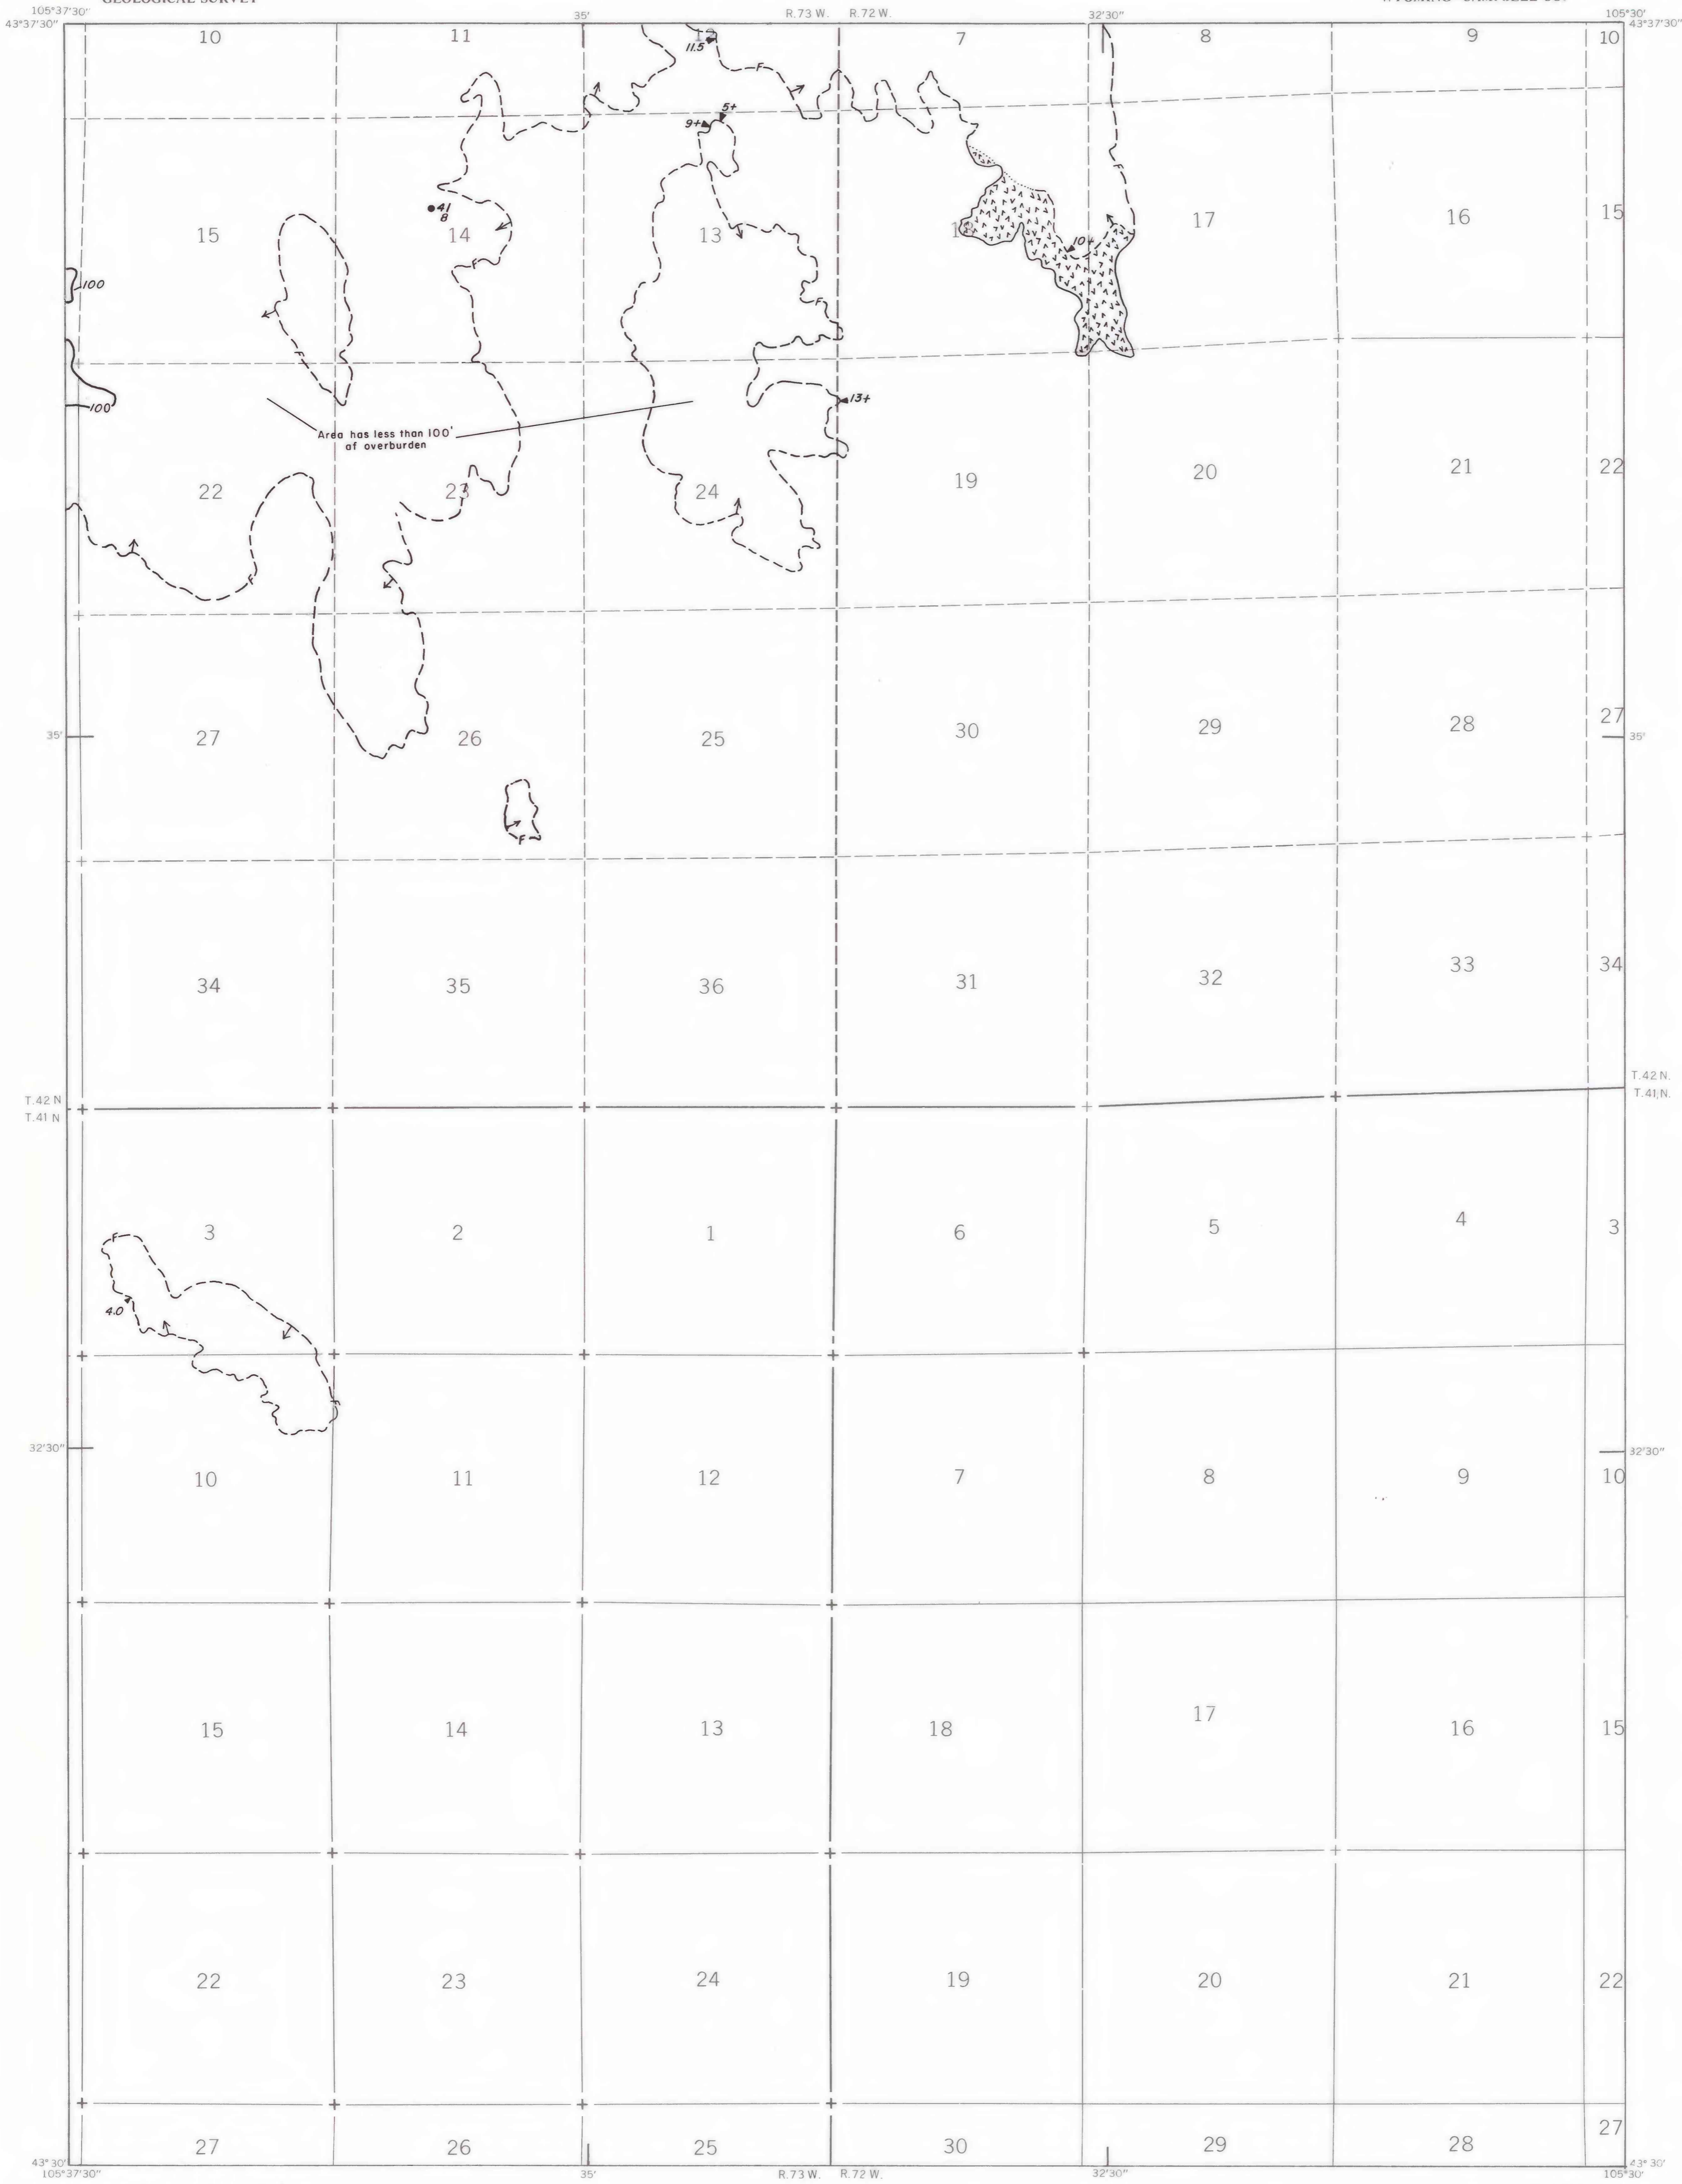 GEOLOGICAL SURVEY
105°37'30" 35' R.73 W. R.72 W. 32'30" 105°30'
43°37'30" 43°37'30"
10 11 12 7 8 9 10
11.5
F
5+
9+
41
8
15 14 13 18 17 16 15
F
10+
100
F
F
F
100
13+
Area has less than 100'
of overburden
22 23 24 19 20 21 22
F
27 26 25 30 29 28 27
35' 35'
F
34 35 36 31 32 33 34
T.42 N T.42 N.
T.41 N T.41 N.
3 2 1 6 5 4 3
F
4.0
F
32'30" 32'30"
10 11 12 7 8 9 10
15 14 13 18 17 16 15
22 23 24 19 20 21 22
27 26 25 30 29 28 27
43°30' 43°30'
105°37'30" 35' R.73 W. R.72 W. 32'30" 105°30'